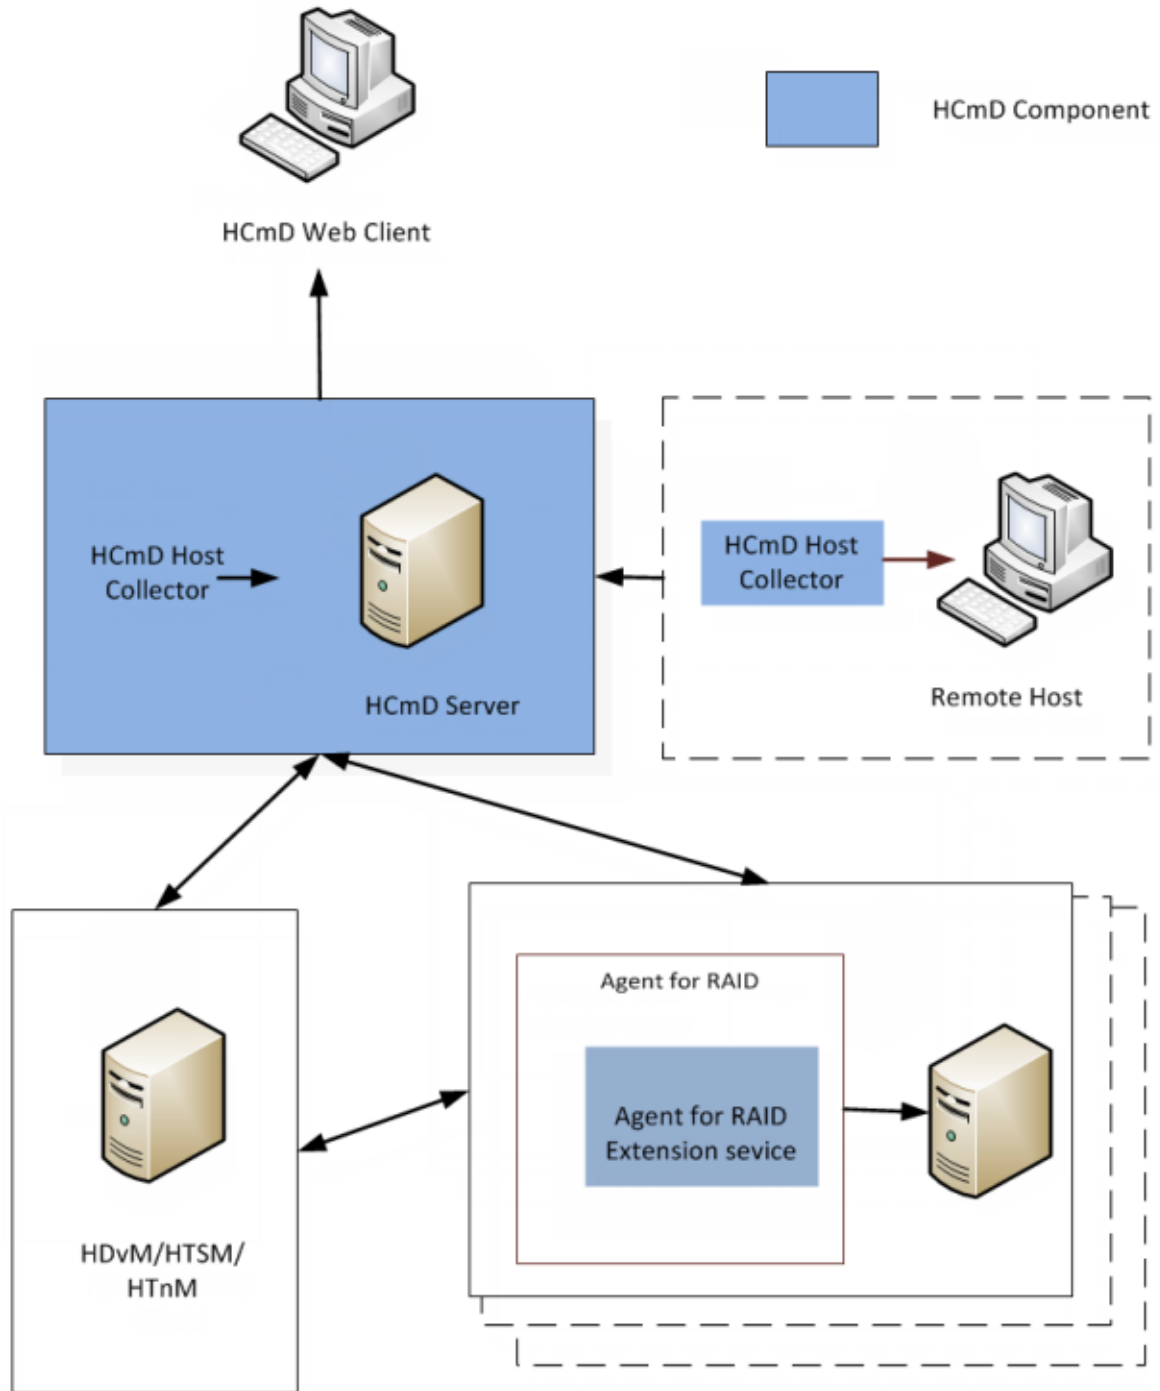 HCmD Component
HCmD Web Client
HCmD Host
Collector
HCmD Server
HCmD Host
Collector
Remote Host
Agent for RAID
Agent for RAID
Extension sevice
HDvM/HTSM/
HTnM